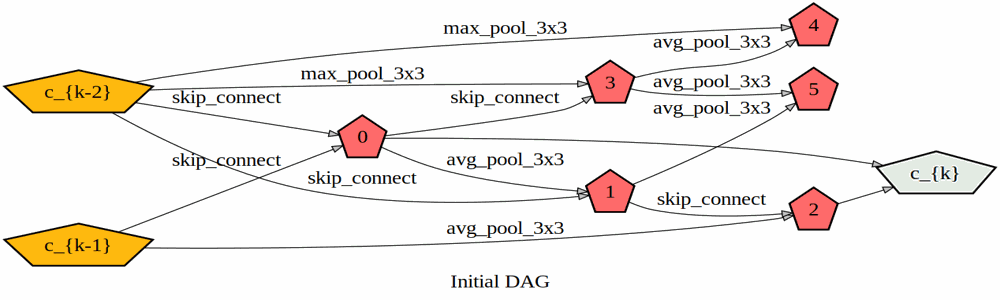 max_pool_3x3
4
avg_pool_3x3
max_pool_3x3
3
avg_pool_3x3
5
c_{k-2}
skip_connect
skip_connect
avg_pool_3x3
0
skip_connect
avg_pool_3x3
c_{k}
skip_connect
1
skip_connect
2
c_{k-1}
avg_pool_3x3
Initial DAG